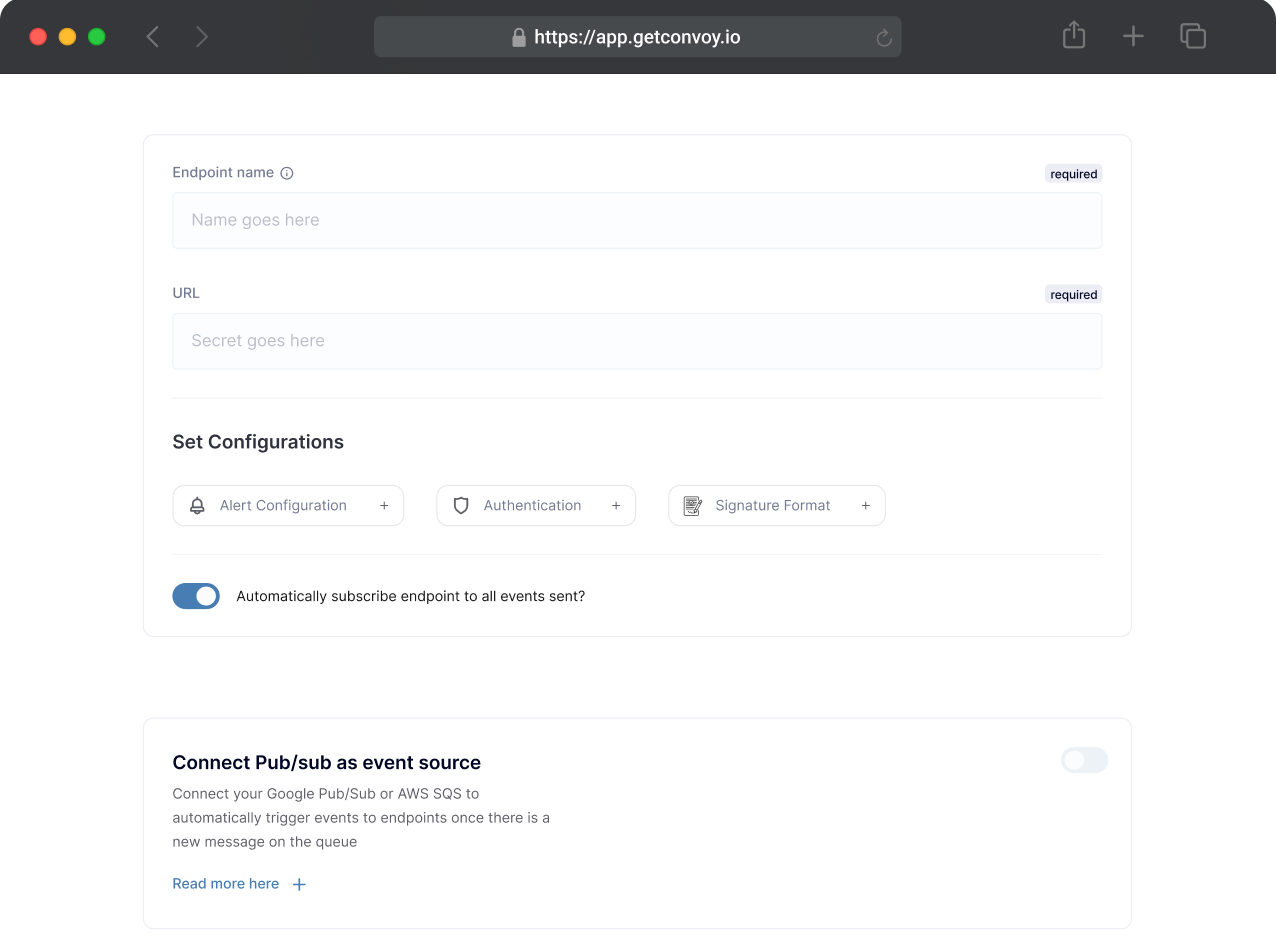 https://app.getconvoy.io
Endpoint name
required
Name goes here
URL
required
Secret goes here
Set Configurations
Alert Configuration +
Authentication +
Signature Format +
Automatically subscribe endpoint to all events sent?
Connect Pub/sub as event source
Connect your Google Pub/Sub or AWS SQS to
automatically trigger events to endpoints once there is a
new message on the queue
Read more here +